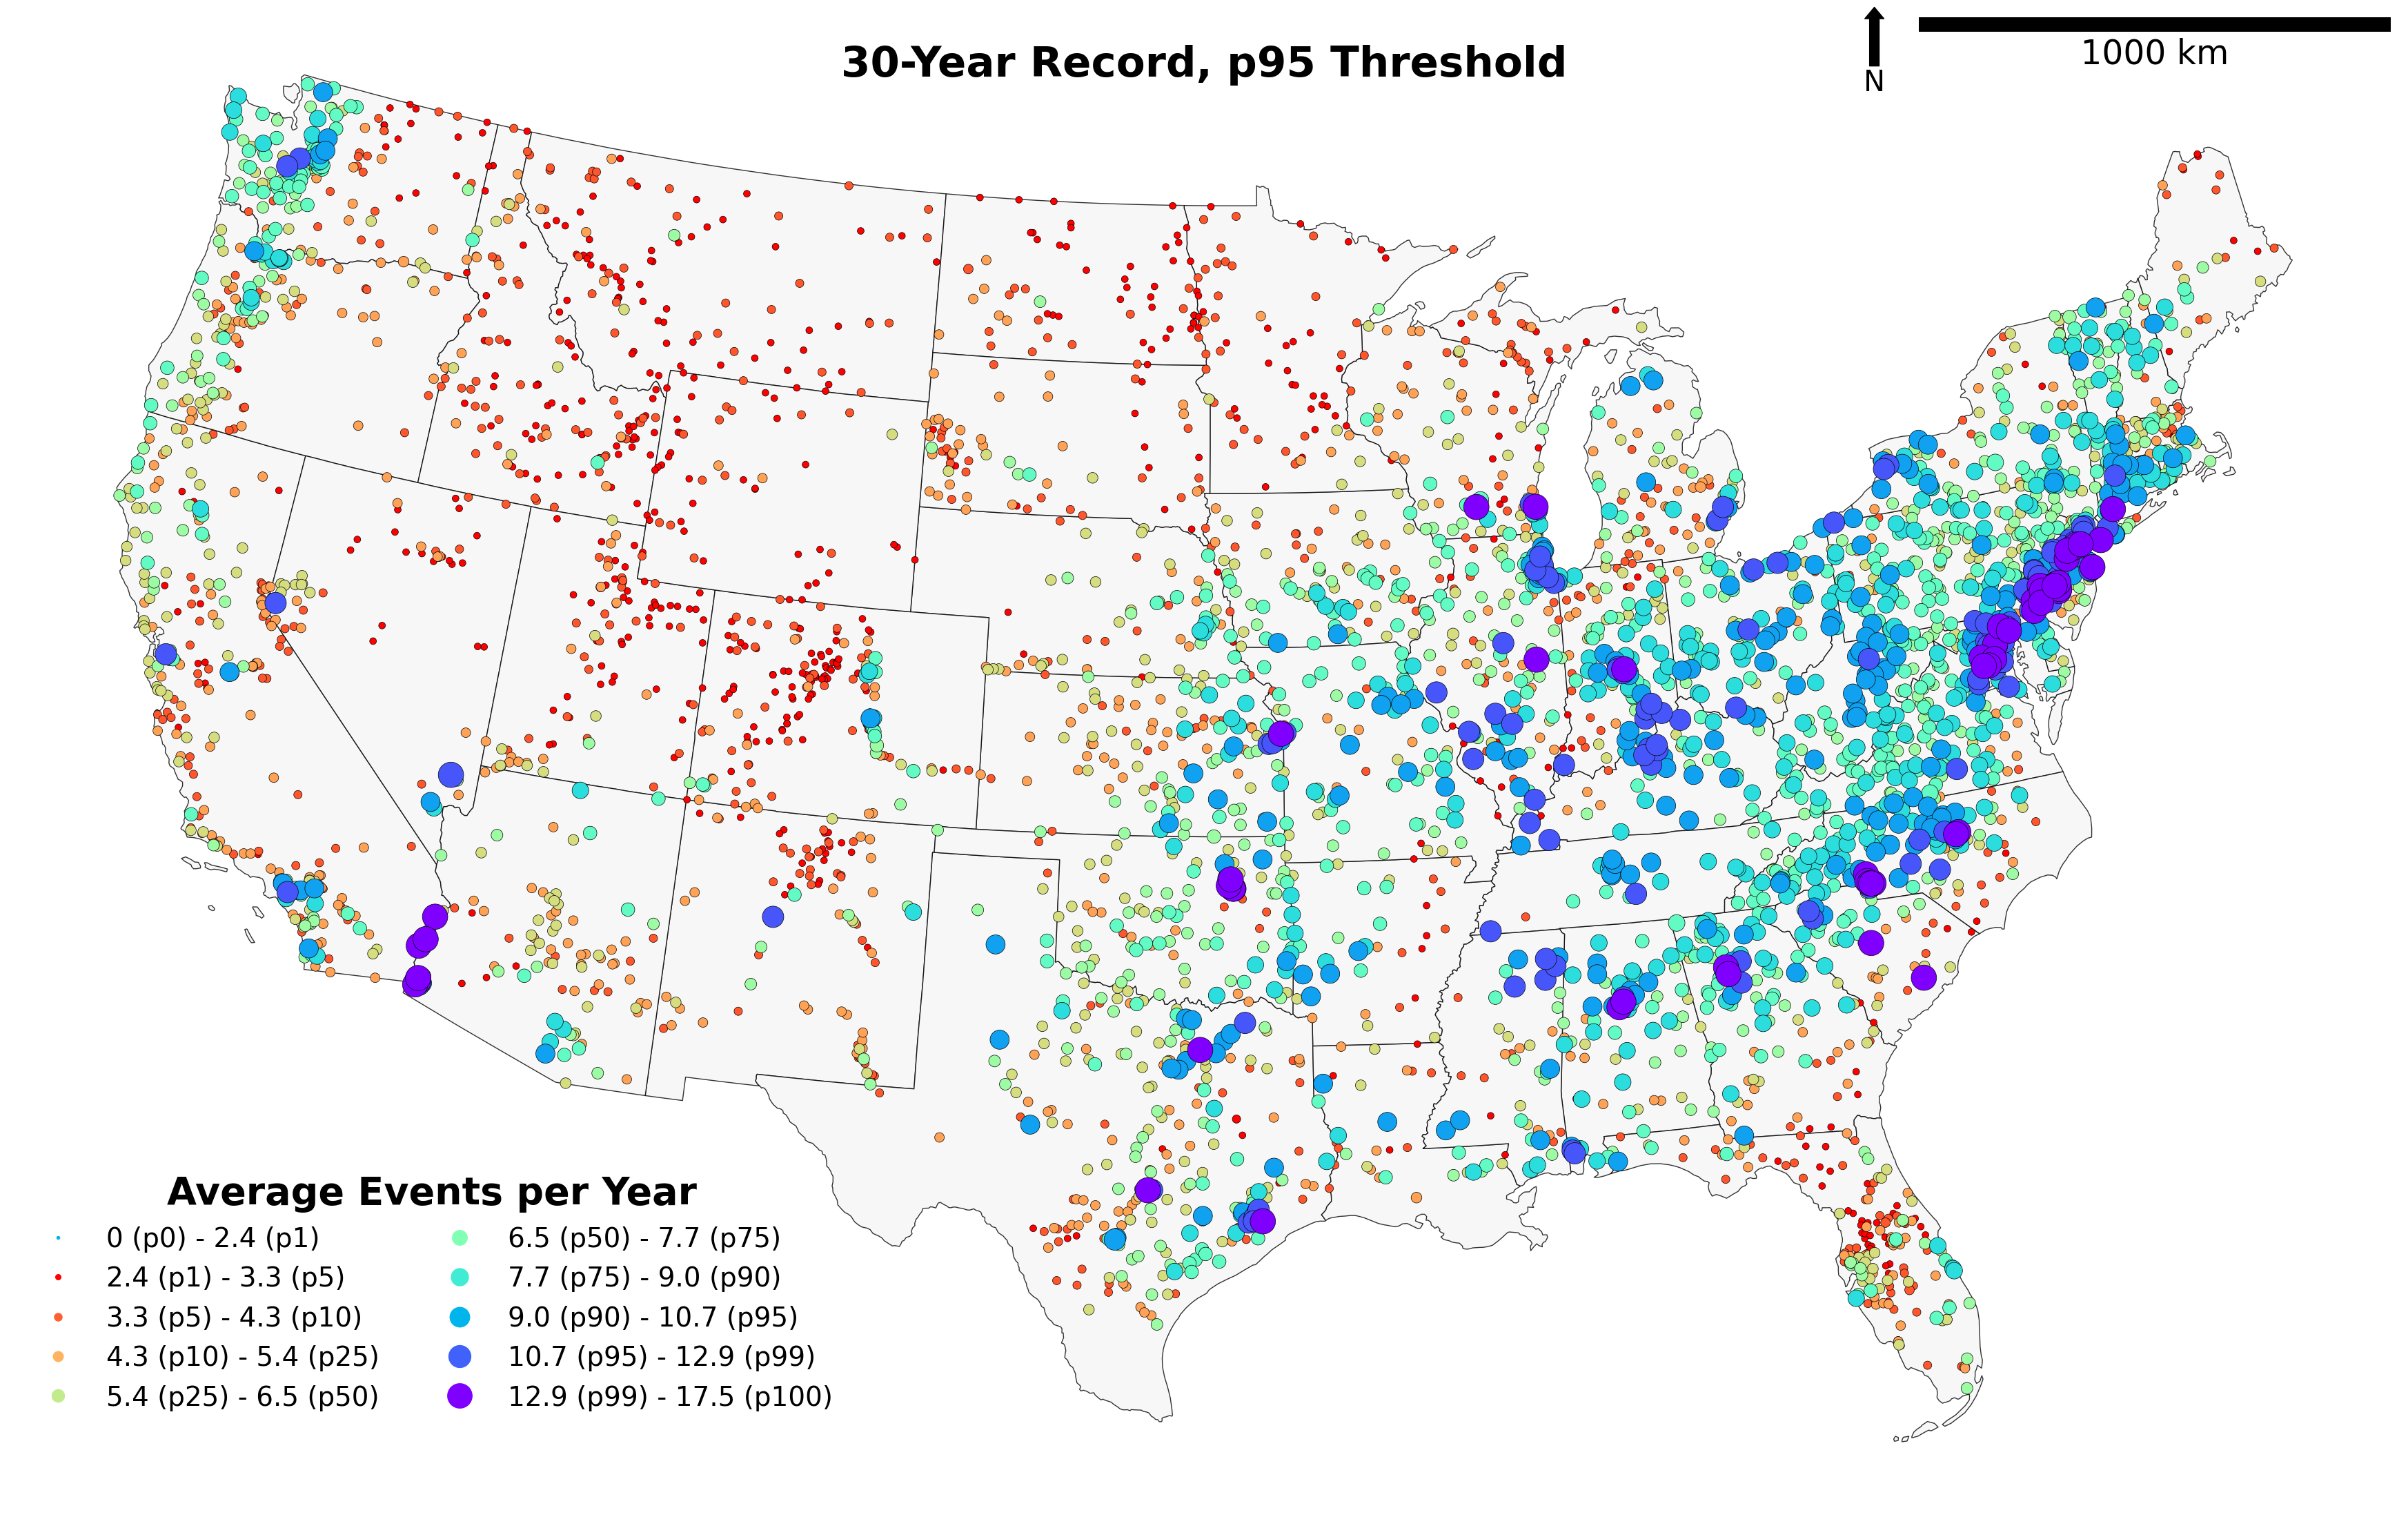 30-Year Record, p95 Threshold
1000 km
N
Average Events per Year
0 (p0) - 2.4 (p1)
2.4 (p1) - 3.3 (p5)
3.3 (p5) - 4.3 (p10)
4.3 (p10) - 5.4 (p25)
5.4 (p25) - 6.5 (p50)
6.5 (p50) - 7.7 (p75)
7.7 (p75) - 9.0 (p90)
9.0 (p90) - 10.7 (p95)
10.7 (p95) - 12.9 (p99)
12.9 (p99) - 17.5 (p100)